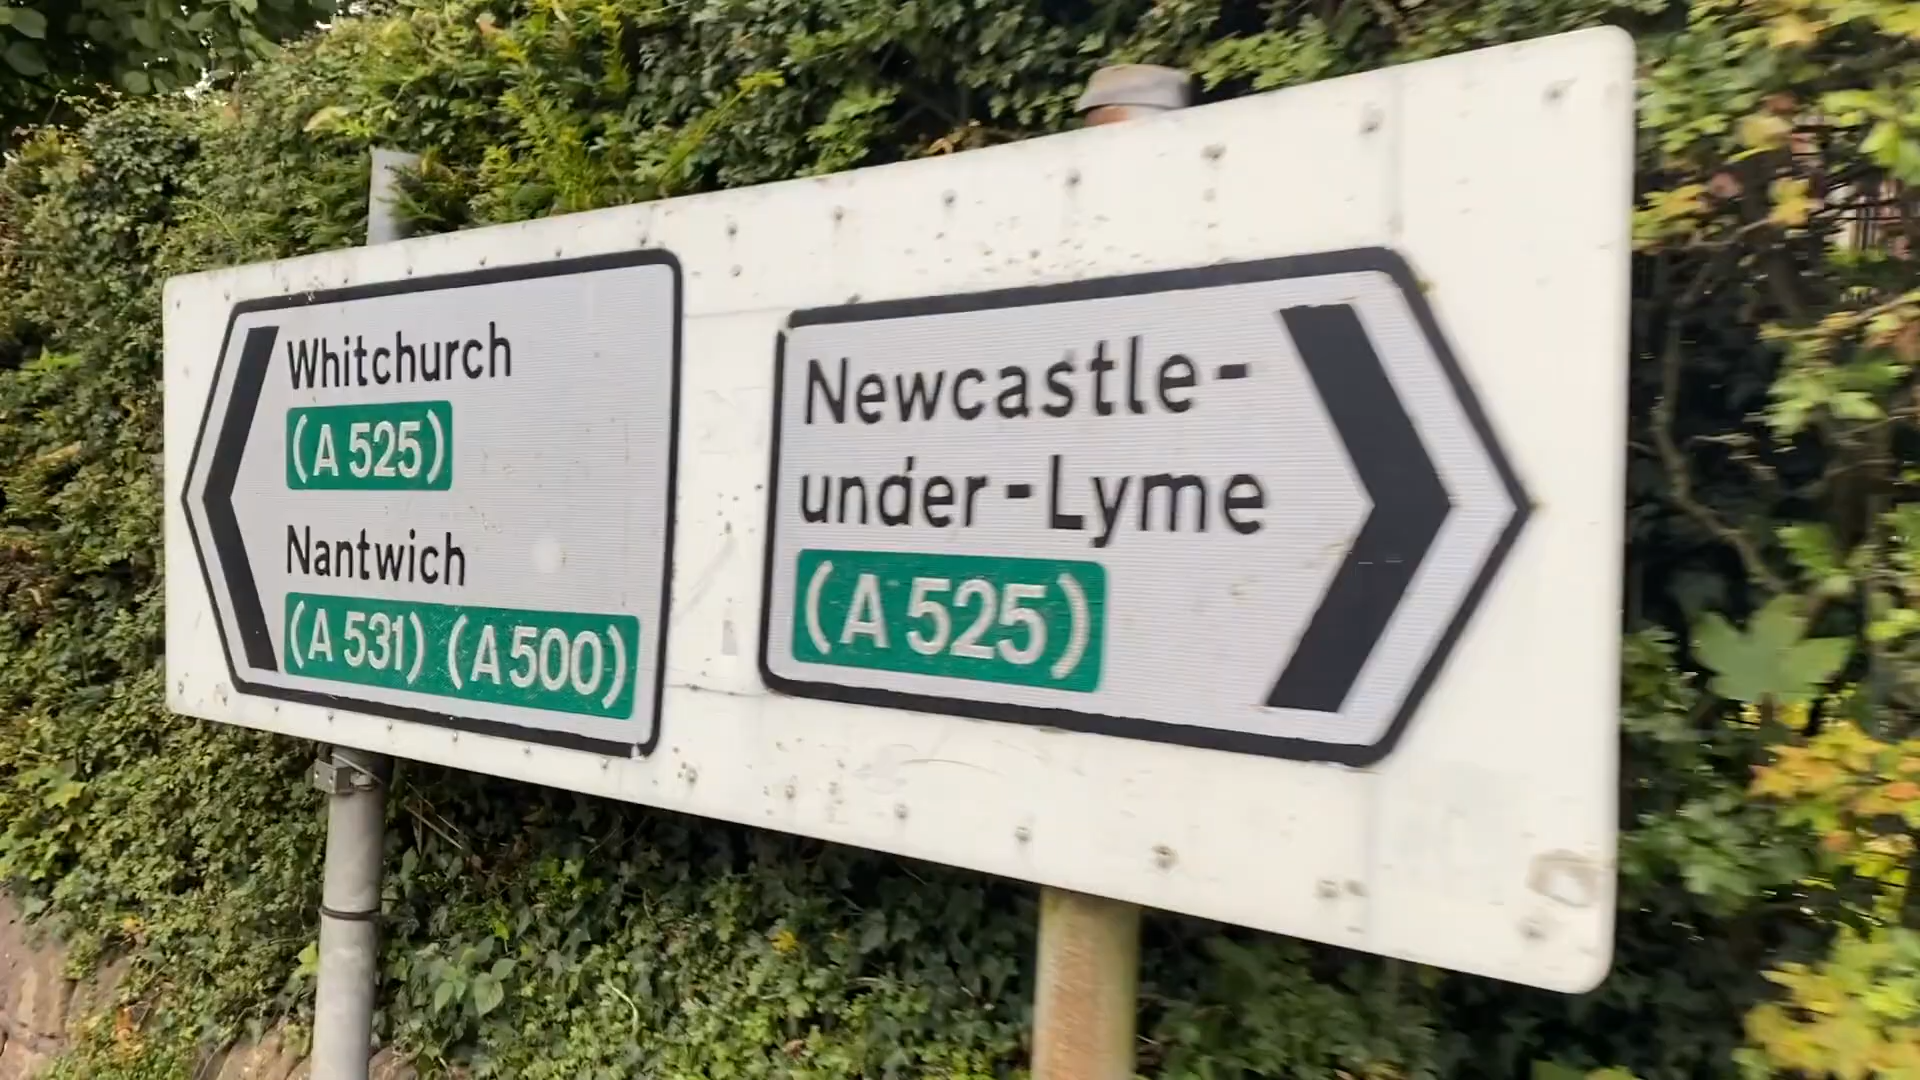 Whitchurch
(A 525)
Nantwich
(A 531) (A 500)
Newcastle-
under-Lyme
(A 525)